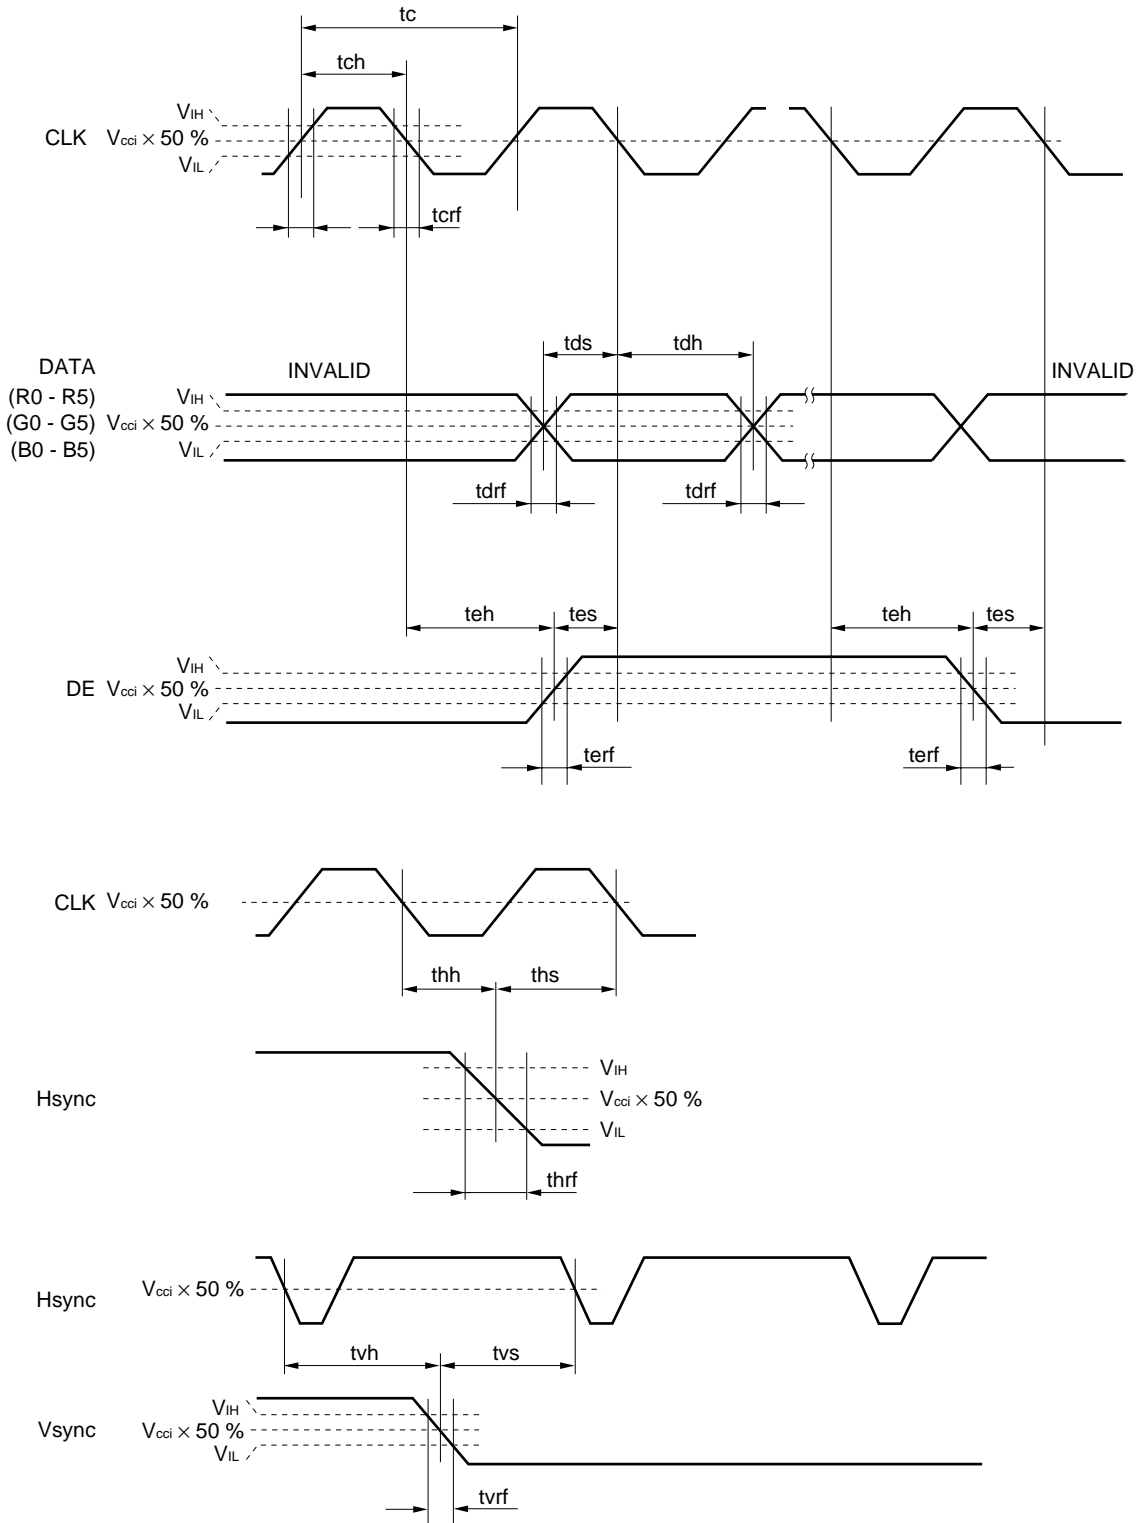 tc
tch
VIH
CLK Vcci × 50 %
VIL
tcrf
tds tdh
DATA
INVALID INVALID
(R0 - R5) VIH
(G0 - G5) Vcci × 50 %
(B0 - B5) VIL
tdrf tdrf
teh tes teh tes
VIH
DE Vcci × 50 %
VIL
terf terf
CLK Vcci × 50 %
thh ths
VIH
Hsync Vcci × 50 %
VIL
thrf
Vcci × 50 %
Hsync
tvh tvs
VIH
Vsync Vcci × 50 %
VIL
tvrf